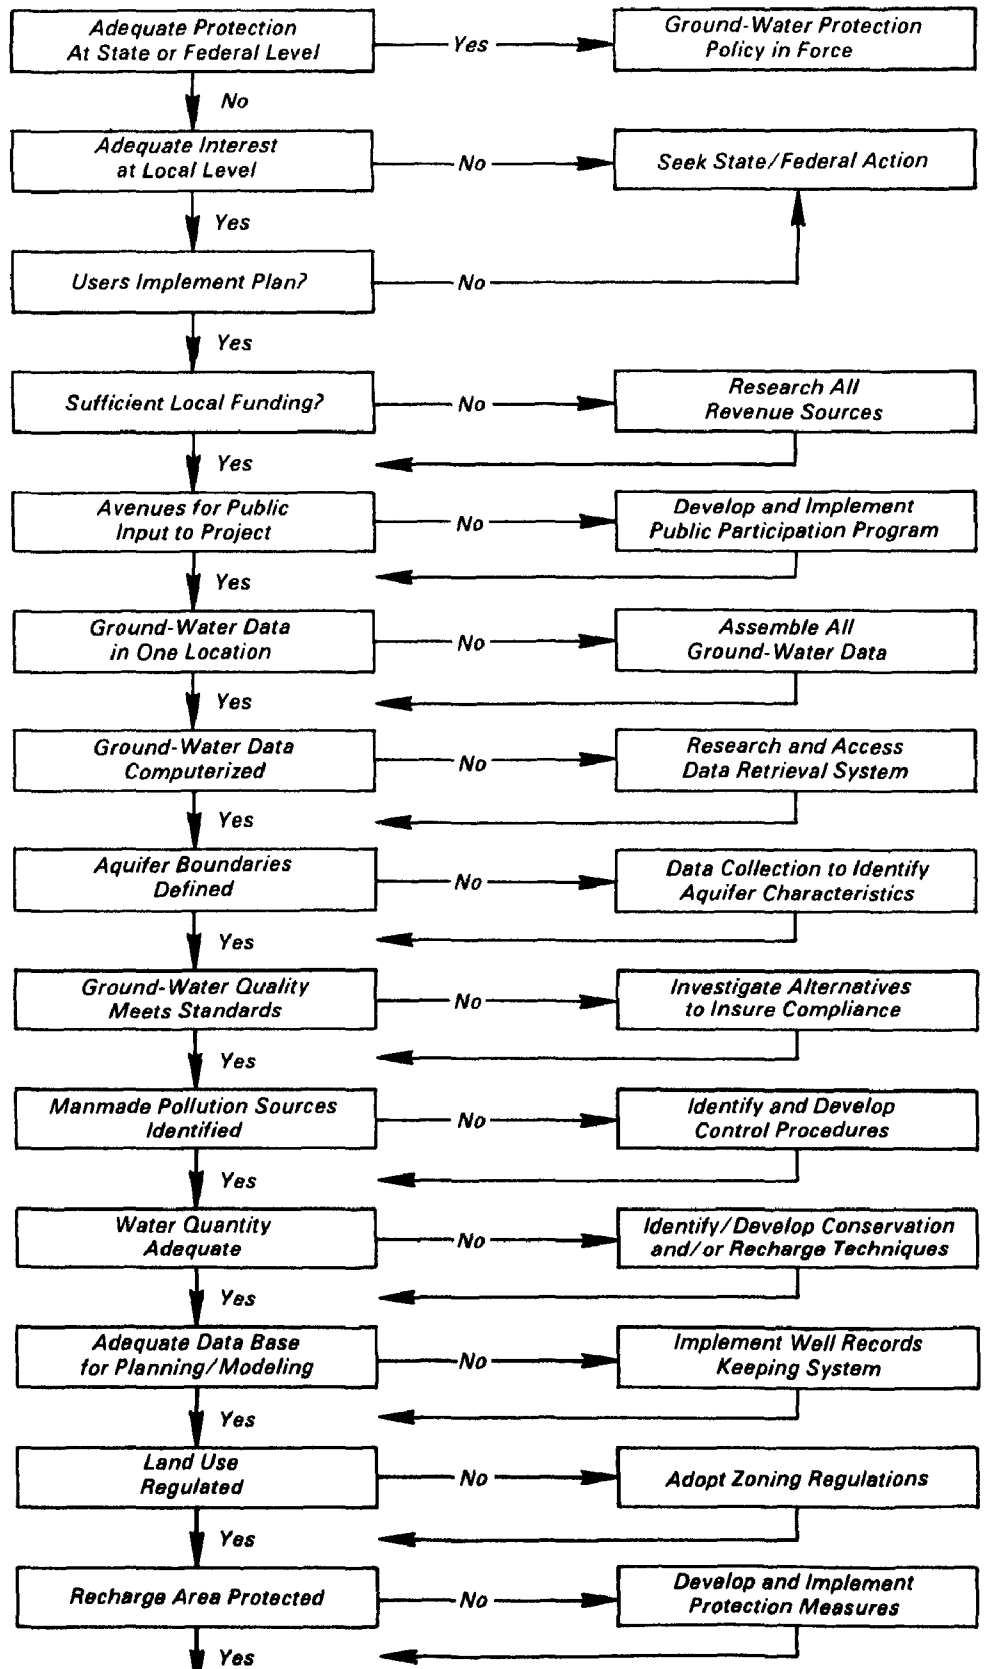 Adequate Protection
At State or Federal Level
Yes
Ground-Water Protection
Policy in Force
No
Adequate Interest
at Local Level
No
Seek State/Federal Action
Yes
Users Implement Plan?
No
Yes
Sufficient Local Funding?
No
Research All
Revenue Sources
Yes
Avenues for Public
Input to Project
No
Develop and Implement
Public Participation Program
Yes
Ground-Water Data
in One Location
No
Assemble All
Ground-Water Data
Yes
Ground-Water Data
Computerized
No
Research and Access
Data Retrieval System
Yes
Aquifer Boundaries
Defined
No
Data Collection to Identify
Aquifer Characteristics
Yes
Ground-Water Quality
Meets Standards
No
Investigate Alternatives
to Insure Compliance
Yes
Manmade Pollution Sources
Identified
No
Identify and Develop
Control Procedures
Yes
Water Quantity
Adequate
No
Identify/Develop Conservation
and/or Recharge Techniques
Yes
Adequate Data Base
for Planning/Modeling
No
Implement Well Records
Keeping System
Yes
Land Use
Regulated
No
Adopt Zoning Regulations
Yes
Recharge Area Protected
No
Develop and Implement
Protection Measures
Yes